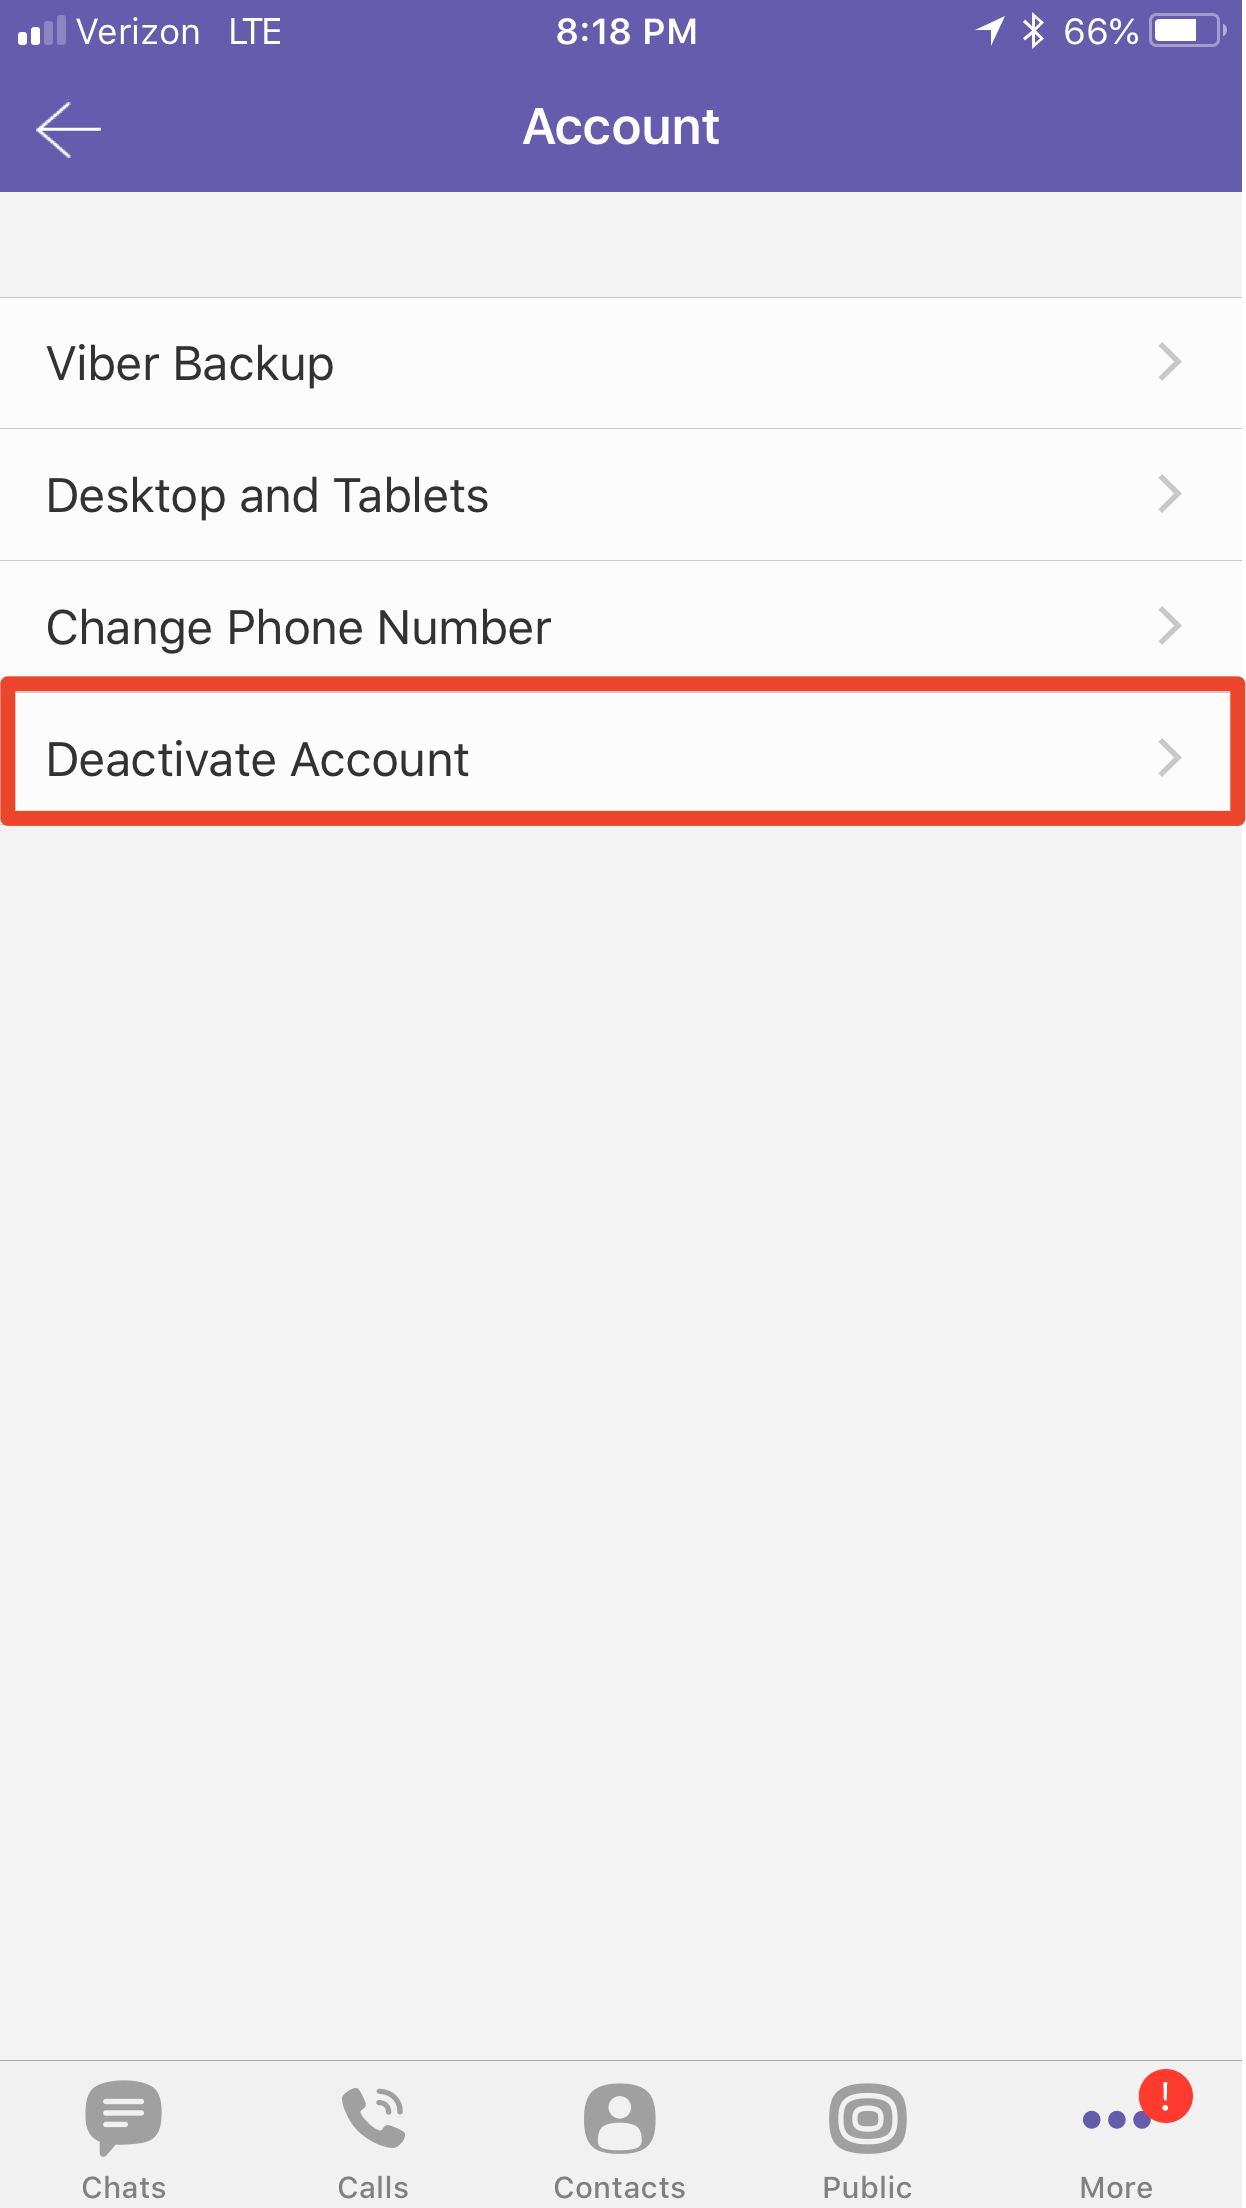 Verizon LTE 8:18 PM 66%
Account
Viber Backup
Desktop and Tablets
Change Phone Number
Deactivate Account
!
Chats Calls Contacts Public More